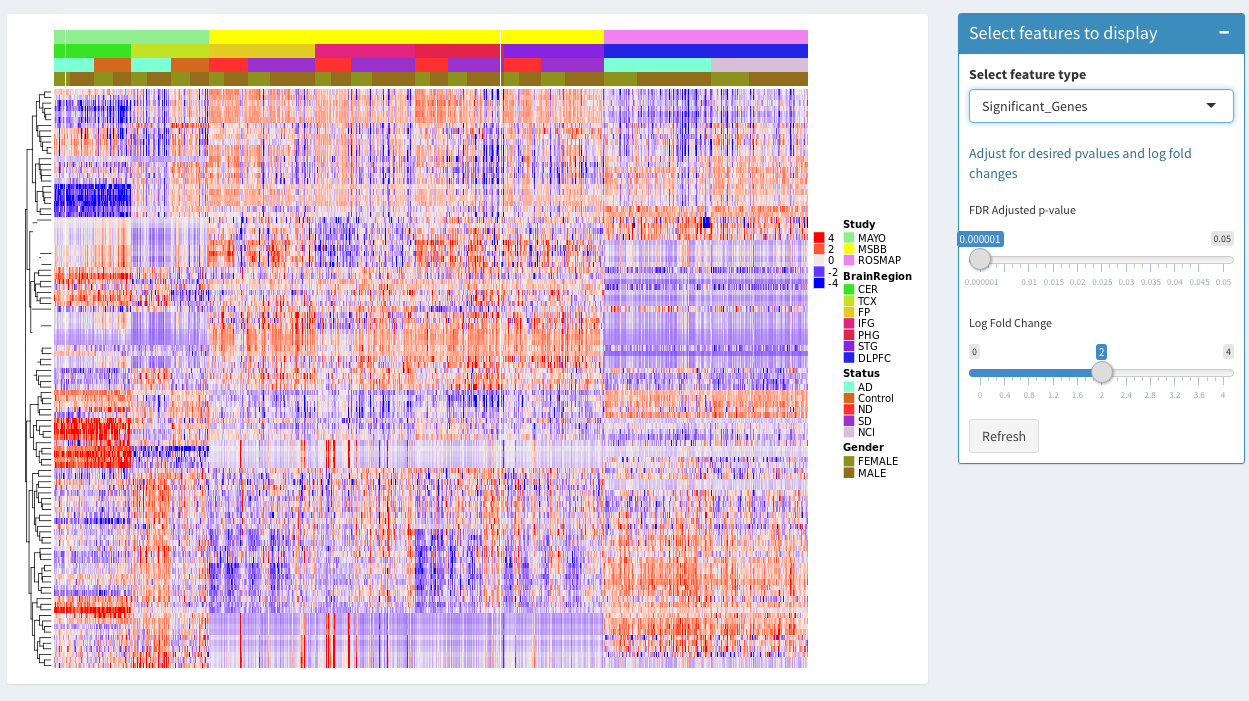 4
2
0
-2
-4
Study
MAYO
MSBB
ROSMAP
BrainRegion
CER
TCX
FP
IFG
PHG
STG
DLPFC
Status
AD
Control
ND
SD
NCI
Gender
FEMALE
MALE
Select features to display
Select feature type
Significant_Genes
Adjust for desired pvalues and log fold
changes
FDR Adjusted p-value
0.000001 0.05
0.000001 0.01 0.015 0.02 0.025 0.03 0.035 0.04 0.045 0.05
Log Fold Change
0 2 4
0 0.4 0.8 1.2 1.6 2 2.4 2.8 3.2 3.6 4
Refresh